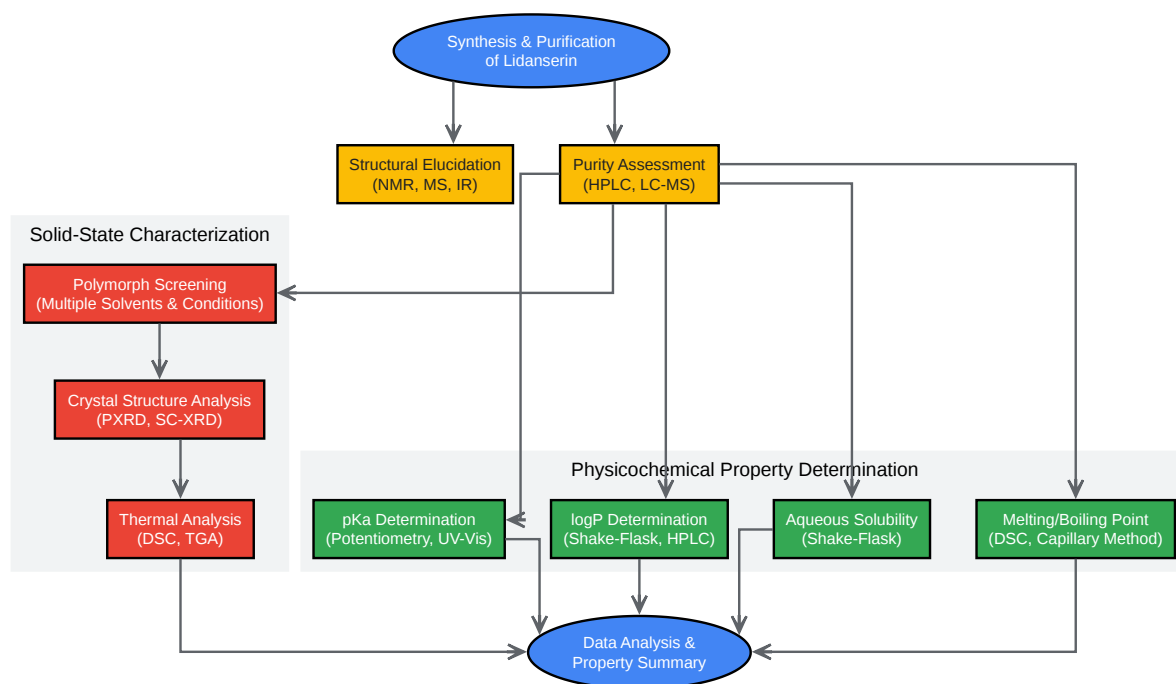 Synthesis & Purification
of Lidanserin
Structural Elucidation
(NMR, MS, IR)
Purity Assessment
(HPLC, LC-MS)
Solid-State Characterization
Polymorph Screening
(Multiple Solvents & Conditions)
Crystal Structure Analysis
(PXRD, SC-XRD)
Thermal Analysis
(DSC, TGA)
Physicochemical Property Determination
pKa Determination
(Potentiometry, UV-Vis)
logP Determination
(Shake-Flask, HPLC)
Aqueous Solubility
(Shake-Flask)
Melting/Boiling Point
(DSC, Capillary Method)
Data Analysis &
Property Summary